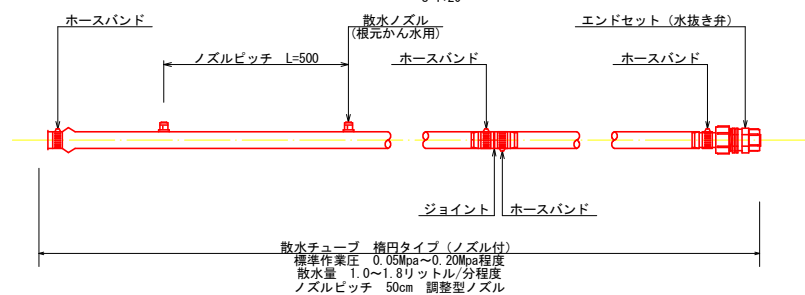 ホースバンド
散水ノズル
(根元かん水用)
エンドセット（水抜き弁）
ノズルピッチ　L=500
ホースバンド
ホースバンド
ジョイント
ホースバンド
散水チューブ　楕円タイプ（ノズル付）
標準作業圧　0.05Mpa〜0.20Mpa程度
散水量　1.0〜1.8リットル/分程度
ノズルピッチ　50cm　調整型ノズル